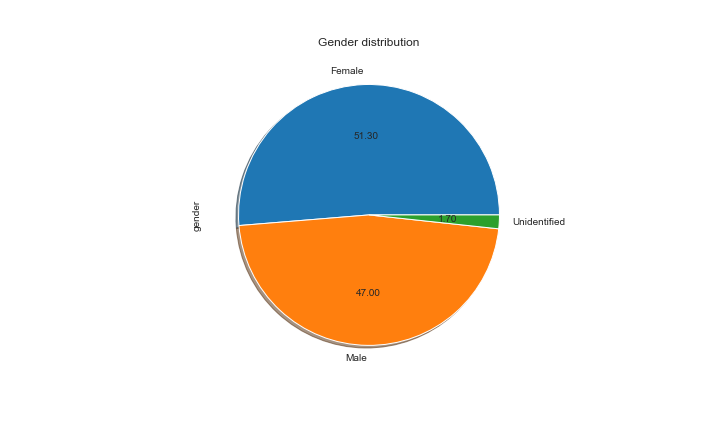 Gender distribution
Female
51.30
gender
1.70
Unidentified
47.00
Male